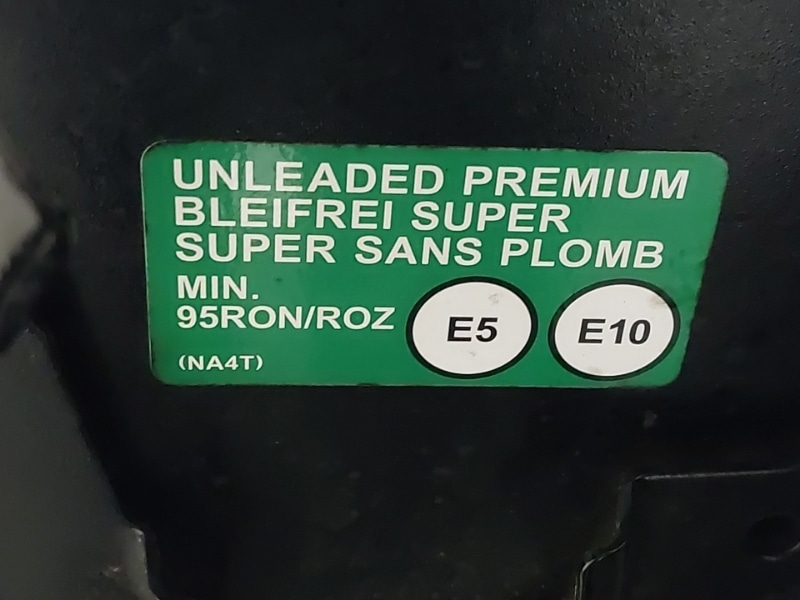 UNLEADED PREMIUM
BLEIFREI SUPER
SUPER SANS PLOMB
MIN.
95RON/ROZ
E5
E10
(NA4T)